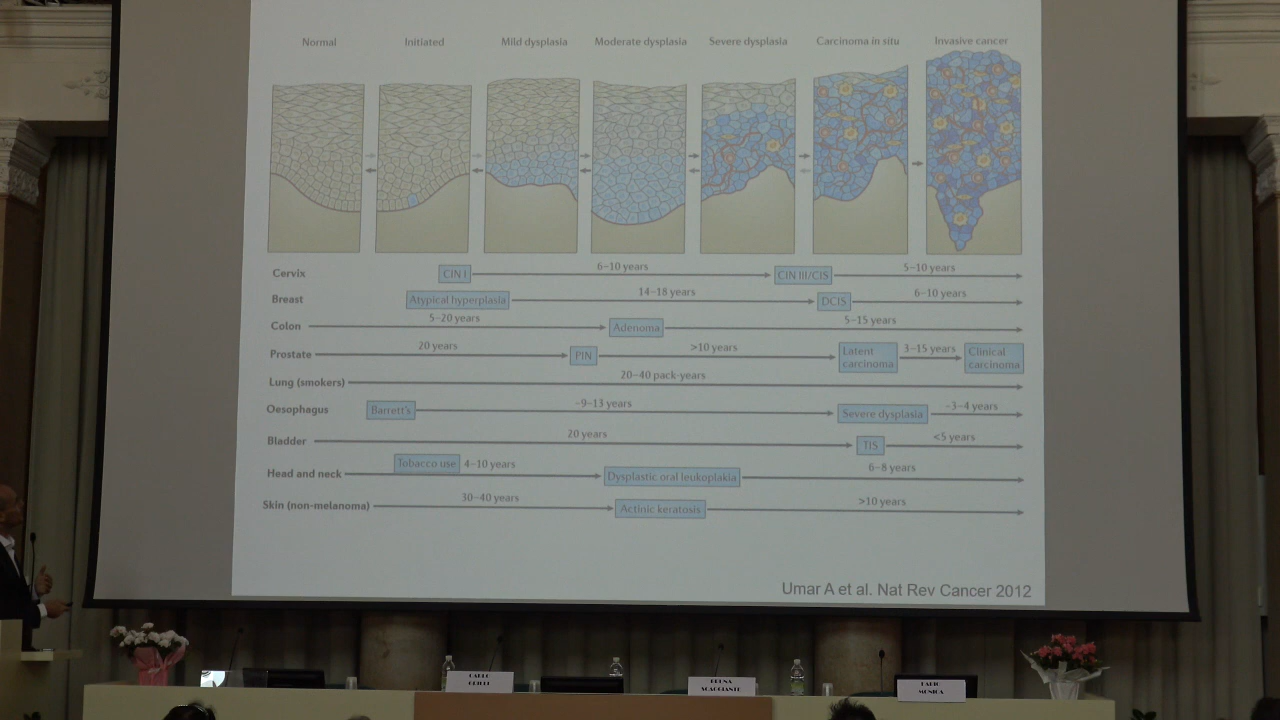 Normal Initiated Mild dysplasia Moderate dysplasia Severe dysplasia Carcinoma in situ Invasive cancer
Cervix CIN I 6–10 years CIN III/CIS 5–10 years
Breast Atypical hyperplasia 14–18 years DCIS 6–10 years
Colon 5–20 years Adenoma 5–15 years
Prostate 20 years PIN >10 years Latent carcinoma 3–15 years Clinical carcinoma
Lung (smokers) 20–40 pack-years
Oesophagus Barrett's ~9–13 years Severe dysplasia ~3–4 years
Bladder 20 years TIS <5 years
Head and neck Tobacco use 4–10 years Dysplastic oral leukoplakia 6–8 years
Skin (non-melanoma) 30–40 years Actinic keratosis >10 years
Umar A et al. Nat Rev Cancer 2012
CARLO
BRUNA
SCAGGIANTE
FABIO
MONICA